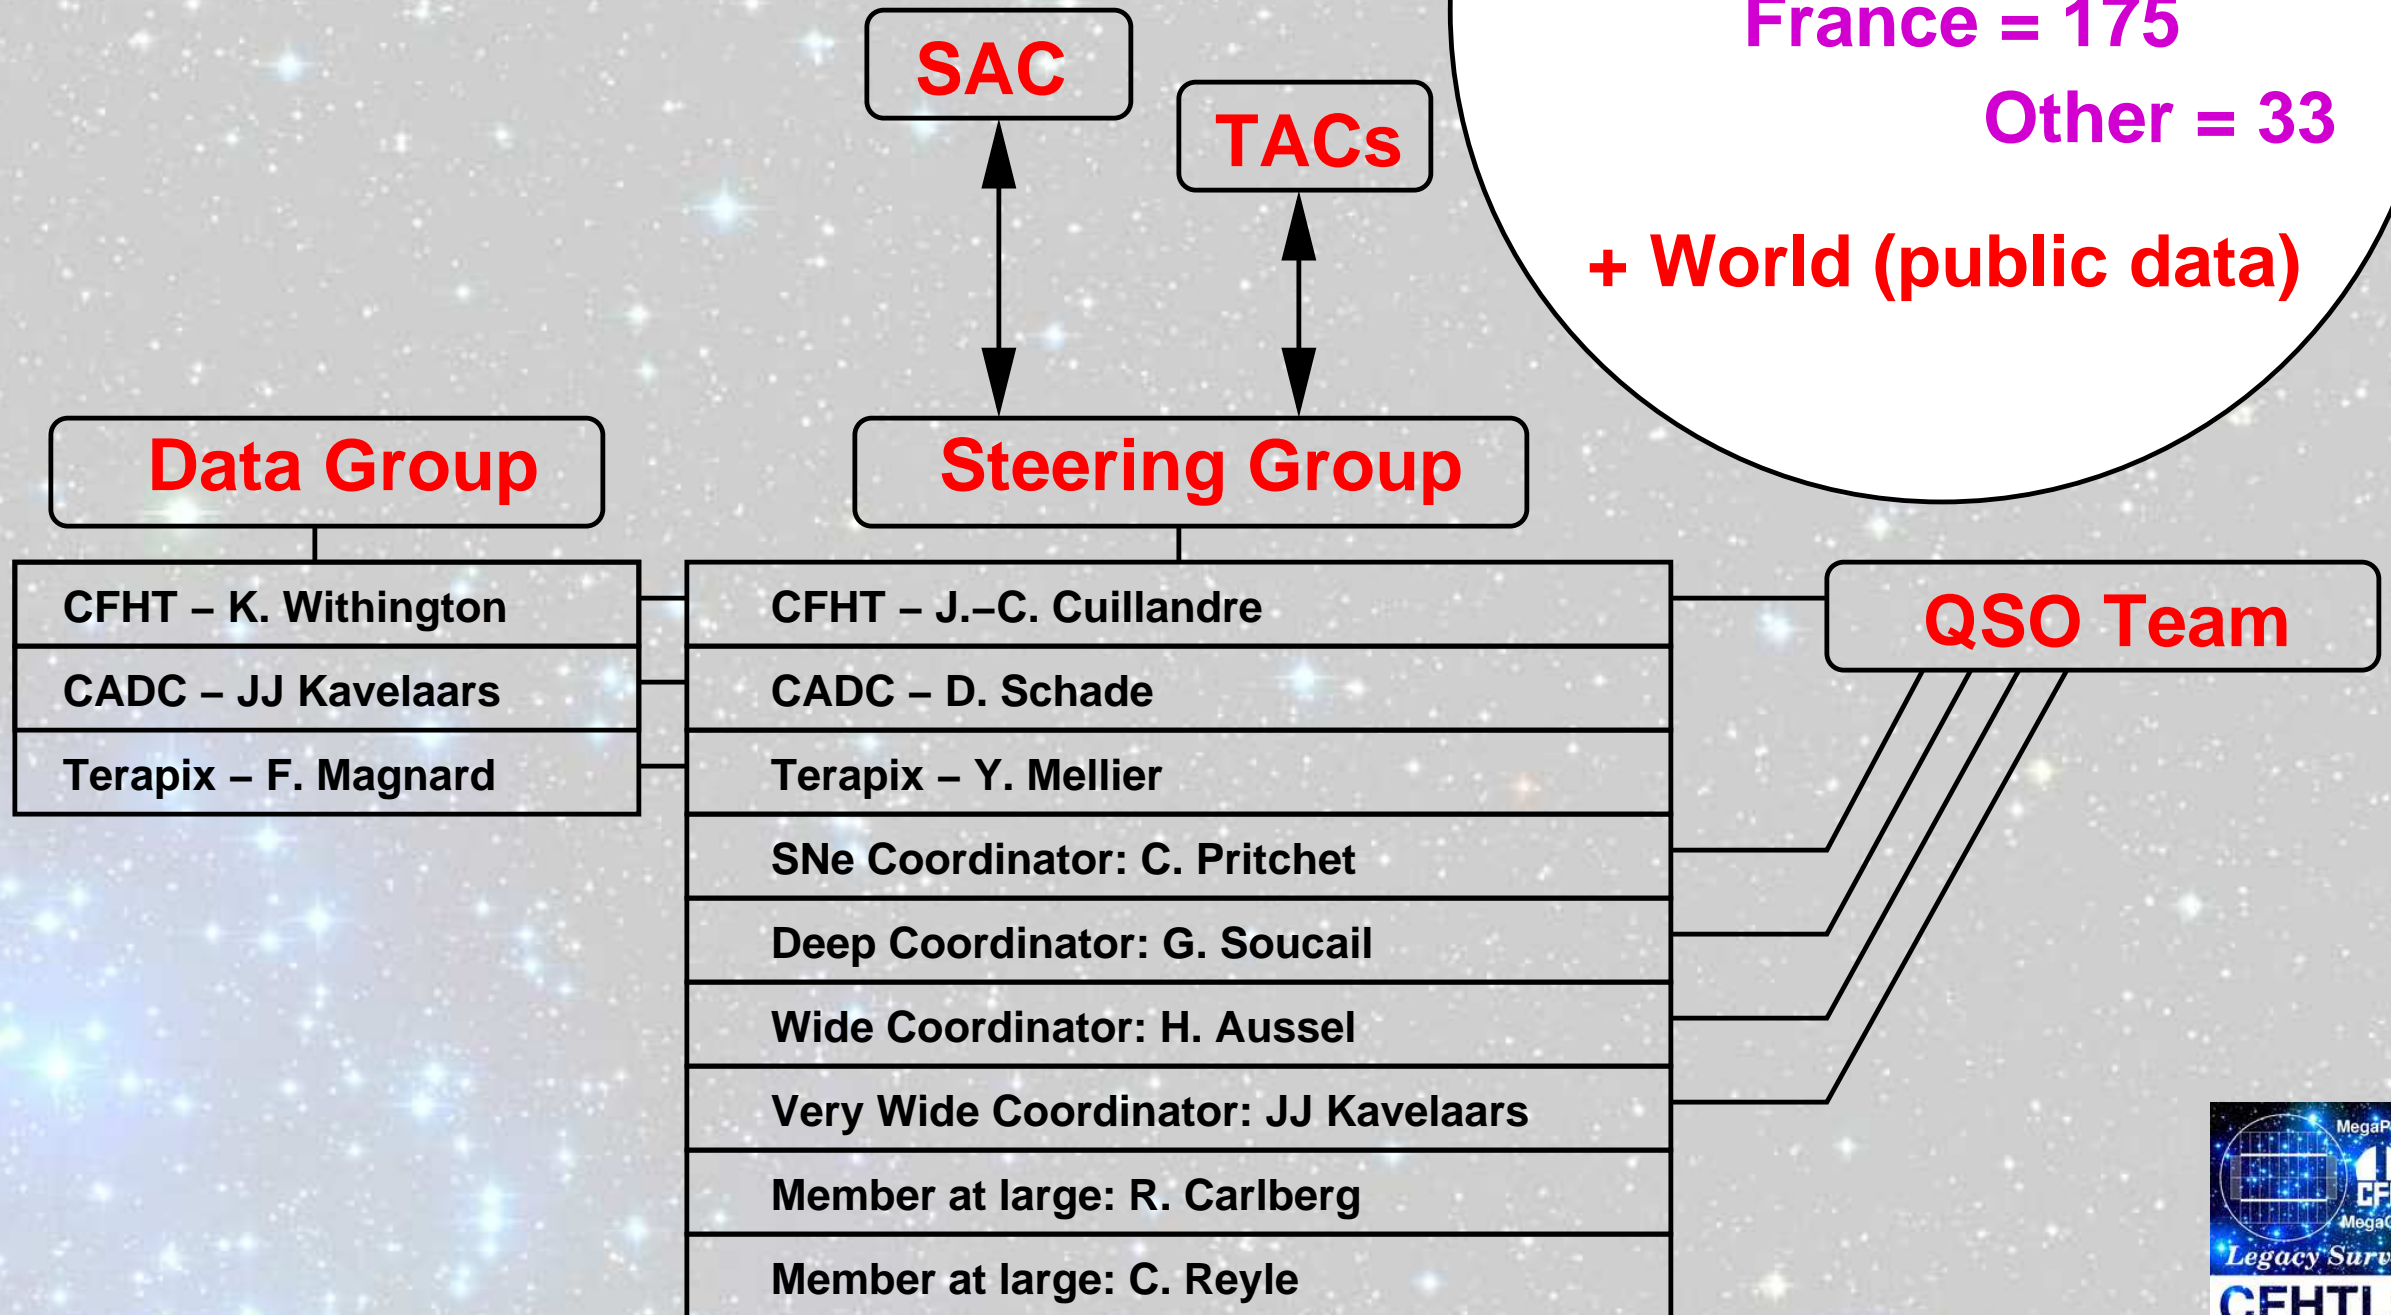 France = 175
Other = 33
+ World (public data)
SAC
TACs
Data Group
Steering Group
QSO Team
CFHT – K. Withington
CADC – JJ Kavelaars
Terapix – F. Magnard
CFHT – J.–C. Cuillandre
CADC – D. Schade
Terapix – Y. Mellier
SNe Coordinator: C. Pritchet
Deep Coordinator: G. Soucail
Wide Coordinator: H. Aussel
Very Wide Coordinator: JJ Kavelaars
Member at large: R. Carlberg
Member at large: C. Reyle
Legacy